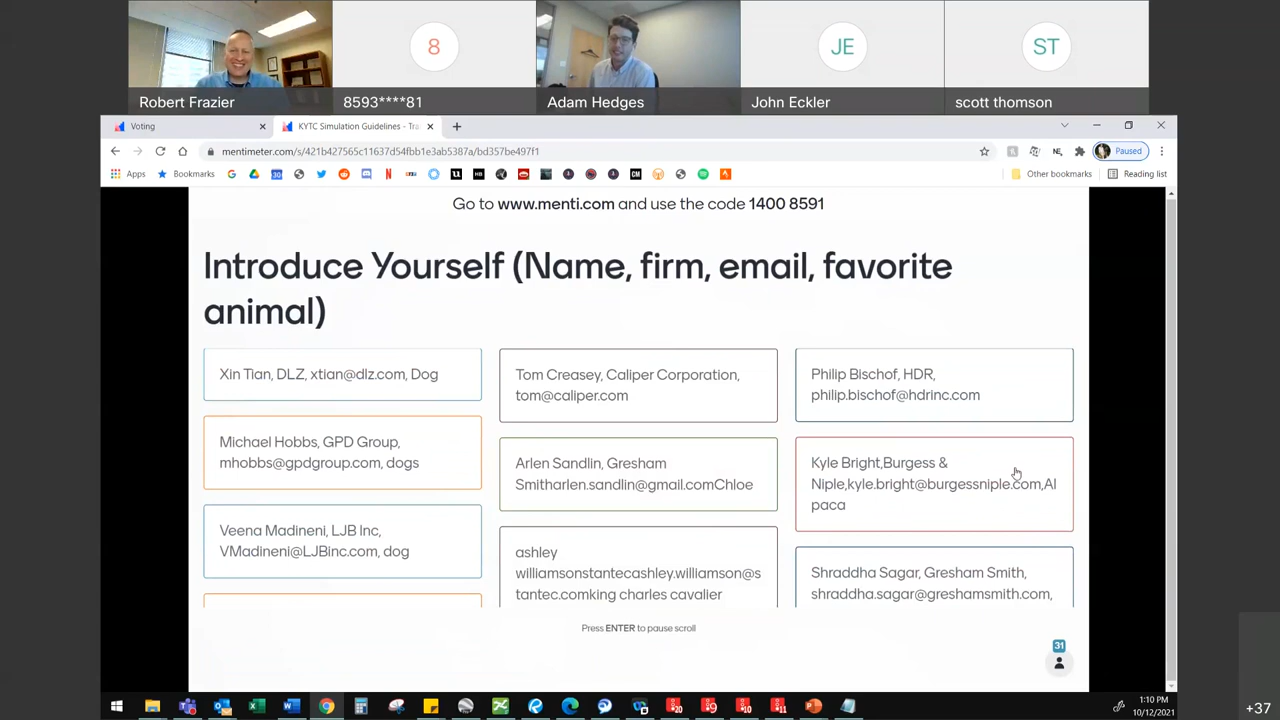 8
JE
ST
Robert Frazier
8593****81
Adam Hedges
John Eckler
scott thomson
Voting
KYTC Simulation Guidelines - Tra
mentimeter.com/s/421b427565c11637d54fbb1e3ab5387a/bd357be497f1
Paused
Apps
Bookmarks
Other bookmarks
Reading list
Go to www.menti.com and use the code 1400 8591
Introduce Yourself (Name, firm, email, favorite
animal)
Xin Tian, DLZ, xtian@dlz.com, Dog
Michael Hobbs, GPD Group,
mhobbs@gpdgroup.com, dogs
Veena Madineni, LJB Inc,
VMadineni@LJBinc.com, dog
Tom Creasey, Caliper Corporation,
tom@caliper.com
Arlen Sandlin, Gresham
Smitharlen.sandlin@gmail.comChloe
ashley
williamsonstantecashley.williamson@s
tantec.comking charles cavalier
Philip Bischof, HDR,
philip.bischof@hdrinc.com
Kyle Bright,Burgess &
Niple,kyle.bright@burgessniple.com,Al
paca
Shraddha Sagar, Gresham Smith,
shraddha.sagar@greshamsmith.com,
Press ENTER to pause scroll
31
1:10 PM
10/12/2021
+37